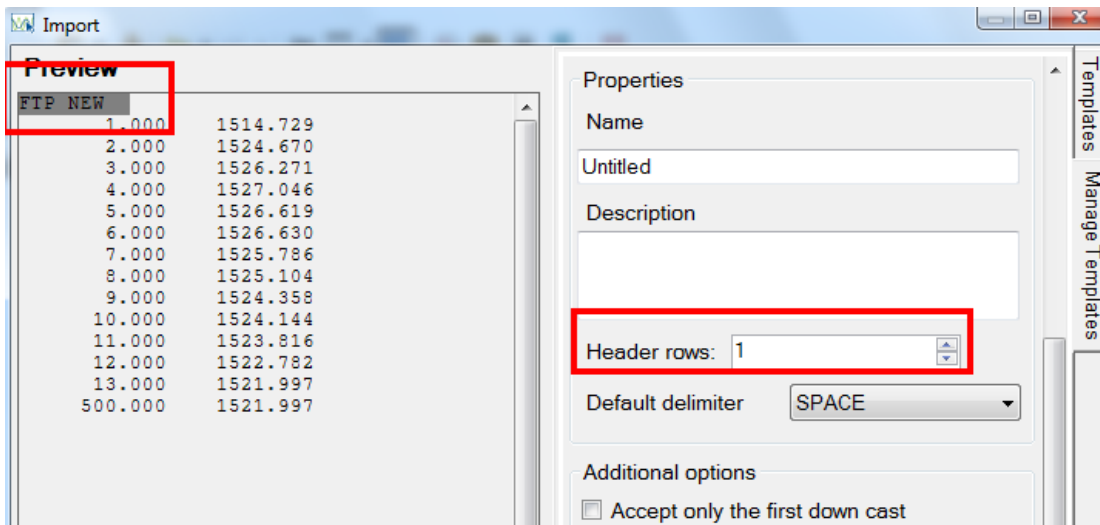 Import
Preview
FTP NEW
1.000 1514.729
2.000 1524.670
3.000 1526.271
4.000 1527.046
5.000 1526.619
6.000 1526.630
7.000 1525.786
8.000 1525.104
9.000 1524.358
10.000 1524.144
11.000 1523.816
12.000 1522.782
13.000 1521.997
500.000 1521.997
Properties
Name
Untitled
Description
Header rows: 1
Default delimiter SPACE
Additional options
Accept only the first down cast
Templates
Manage Templates